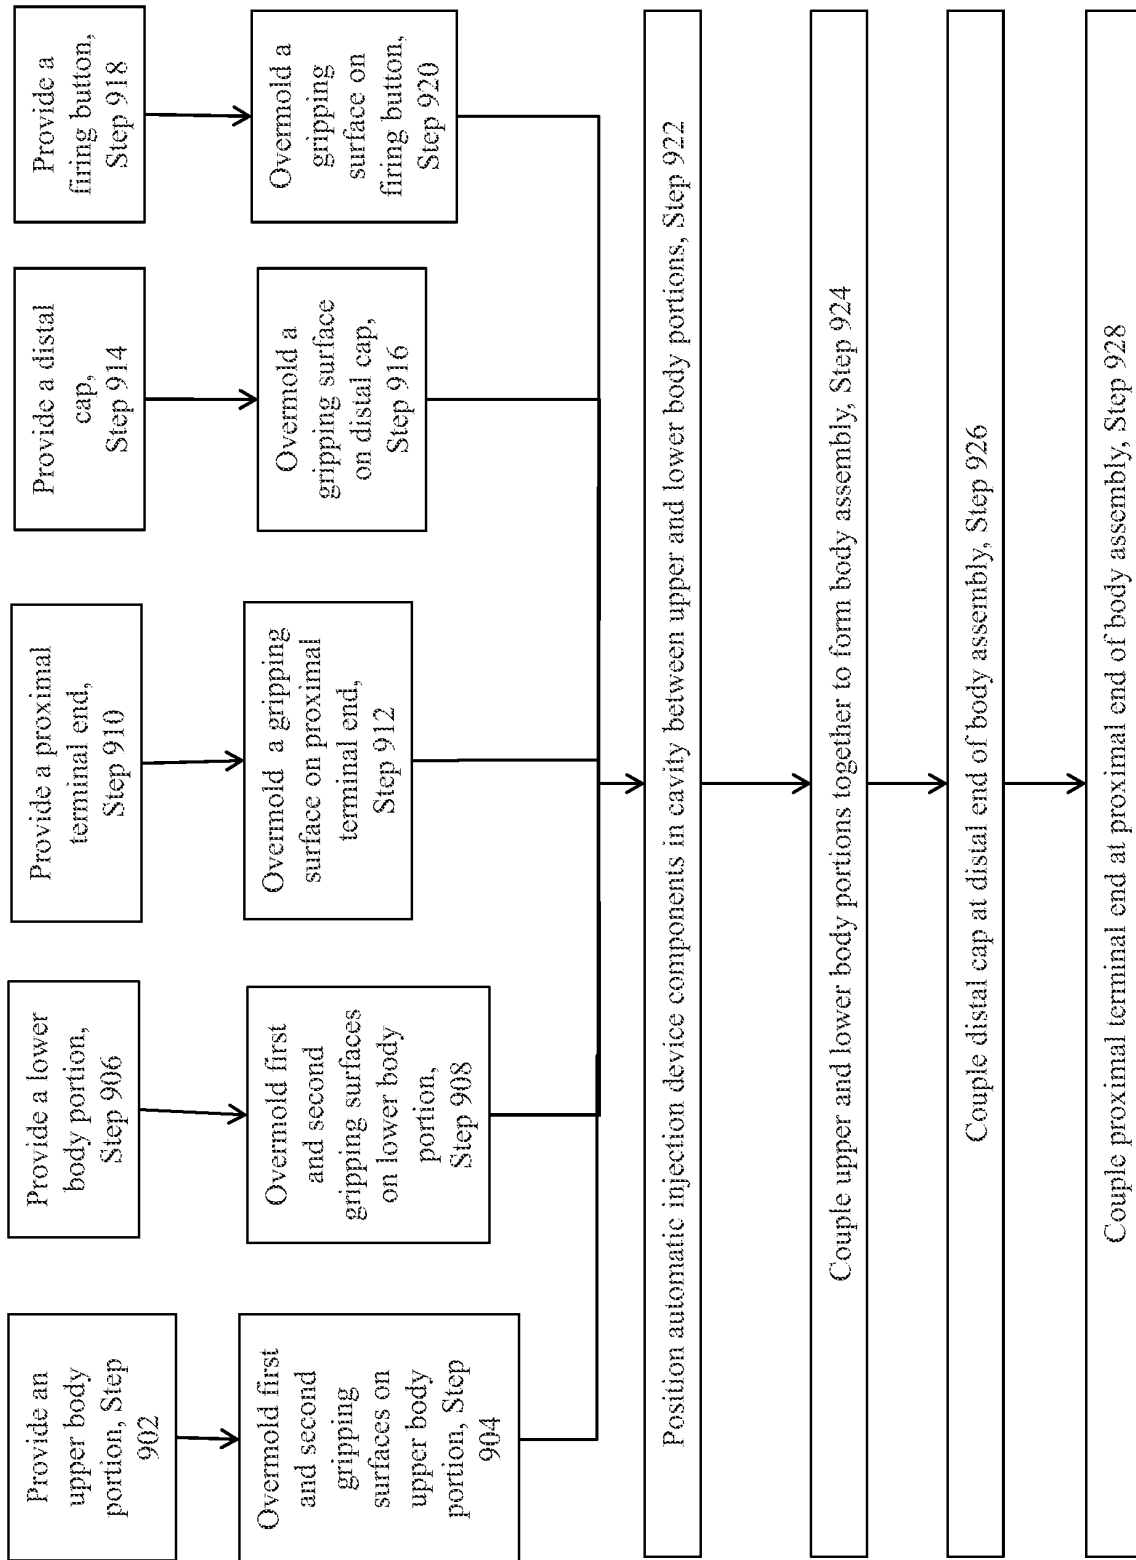 Provide an
upper body
portion, Step
902
Overmold first
and second
gripping
surfaces on
upper body
portion, Step
904
Provide a lower
body portion,
Step 906
Overmold first
and second
gripping surfaces
on lower body
portion,
Step 908
Provide a proximal
terminal end,
Step 910
Overmold  a gripping
surface on proximal
terminal end,
Step 912
Provide a distal
cap,
Step 914
Overmold a
gripping surface
on distal cap,
Step 916
Provide a
firing button,
Step 918
Overmold a
gripping
surface on
firing button,
Step 920
Position automatic injection device components in cavity between upper and lower body portions, Step 922
Couple upper and lower body portions together to form body assembly, Step 924
Couple distal cap at distal end of body assembly, Step 926
Couple proximal terminal end at proximal end of body assembly, Step 928